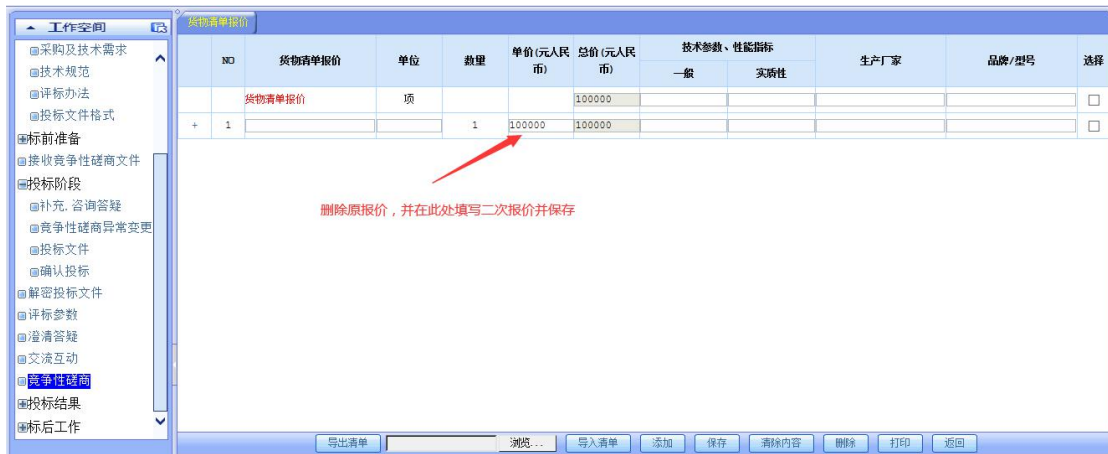 工作空间
采购及技术需求
技术规范
评标办法
投标文件格式
标前准备
接收竞争性磋商文件
投标阶段
补充.咨询答疑
竞争性磋商异常变更
投标文件
确认投标
解密投标文件
评标参数
澄清答疑
交流互动
竞争性磋商
投标结果
标后工作
货物清单报价
NO 货物清单报价 单位 数量 单价(元人民币) 总价(元人民币) 技术参数、性能指标 生产厂家 品牌/型号 选择
一般 实质性
货物清单报价 项 100000
+ 1 1 100000 100000
删除原报价，并在此处填写二次报价并保存
导出清单 浏览... 导入清单 添加 保存 清除内容 删除 打印 返回